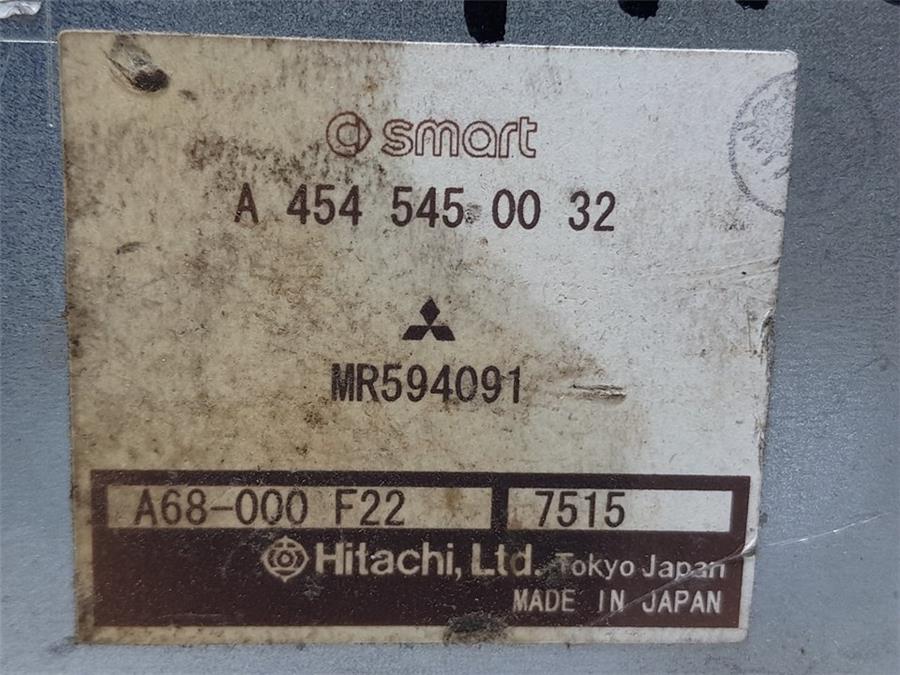 smart
A 454 545 00 32
MR594091
A68-000 F22 7515
Hitachi, Ltd. Tokyo Japan
MADE IN JAPAN